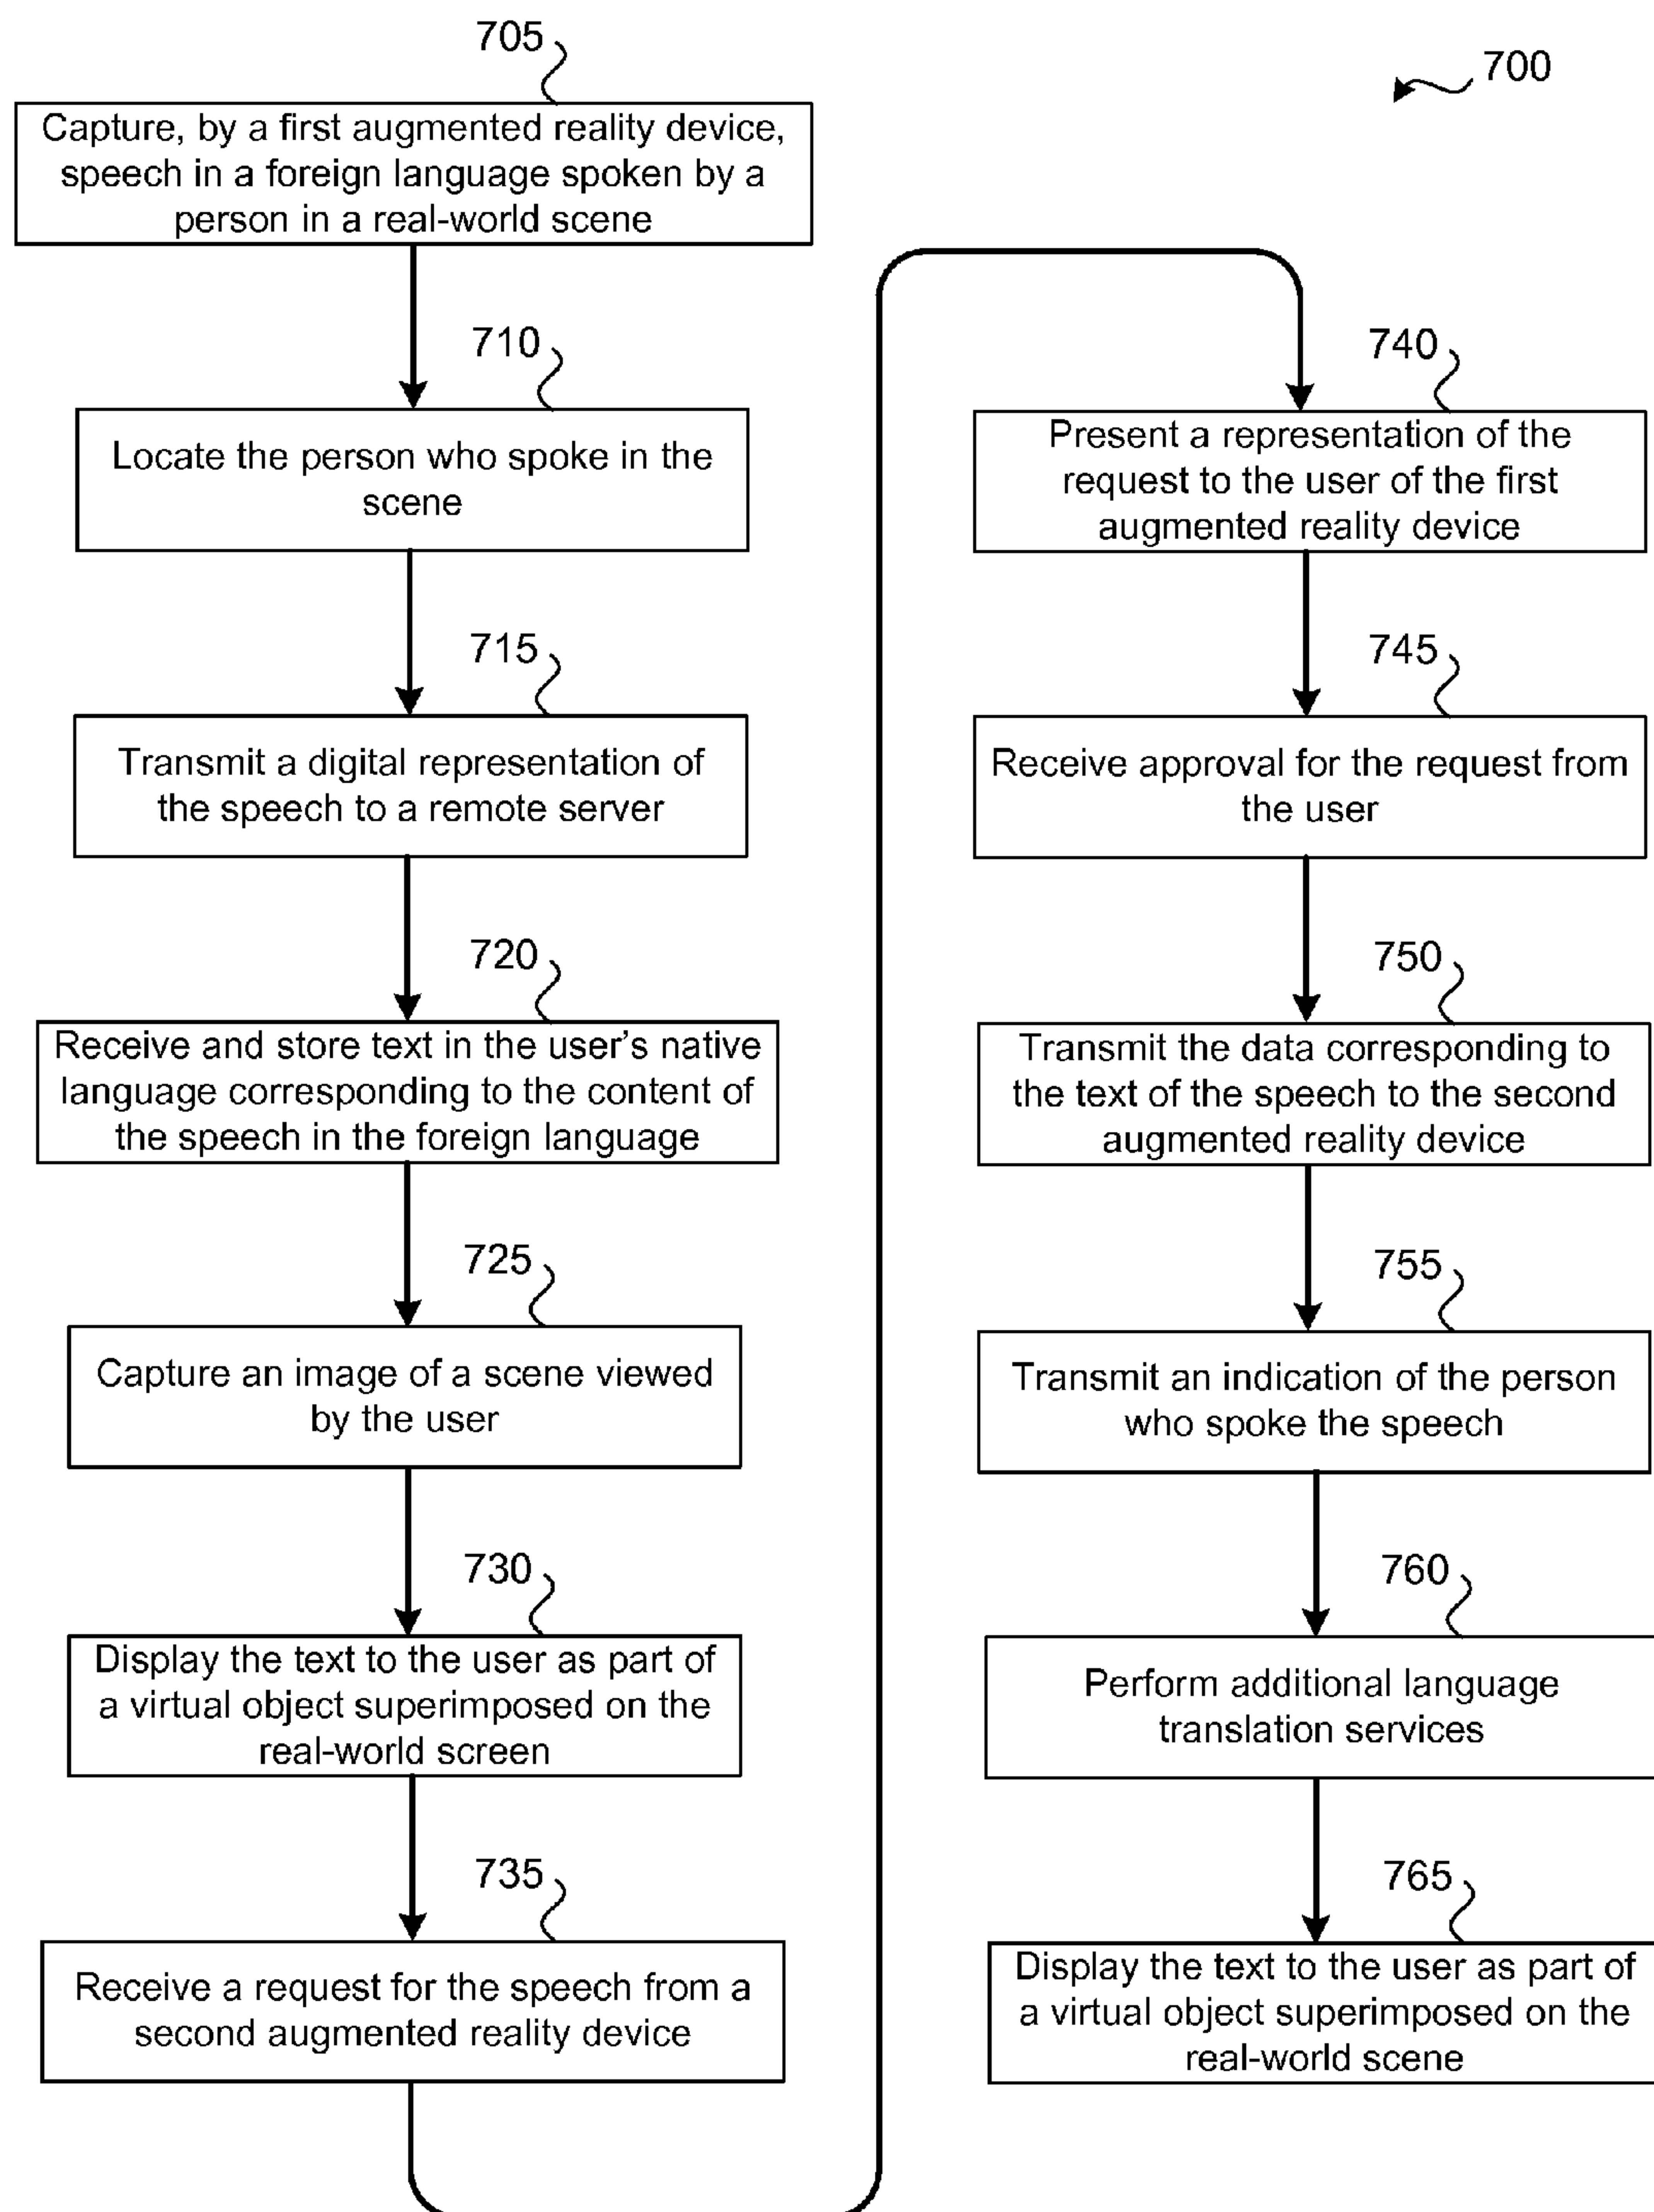 705
700
Capture, by a first augmented reality device,
speech in a foreign language spoken by a
person in a real-world scene
710
Locate the person who spoke in the
scene
715
Transmit a digital representation of
the speech to a remote server
720
Receive and store text in the user’s native
language corresponding to the content of
the speech in the foreign language
725
Capture an image of a scene viewed
by the user
730
Display the text to the user as part of
a virtual object superimposed on the
real-world screen
735
Receive a request for the speech from a
second augmented reality device
740
Present a representation of the
request to the user of the first
augmented reality device
745
Receive approval for the request from
the user
750
Transmit the data corresponding to
the text of the speech to the second
augmented reality device
755
Transmit an indication of the person
who spoke the speech
760
Perform additional language
translation services
765
Display the text to the user as part of
a virtual object superimposed on the
real-world scene